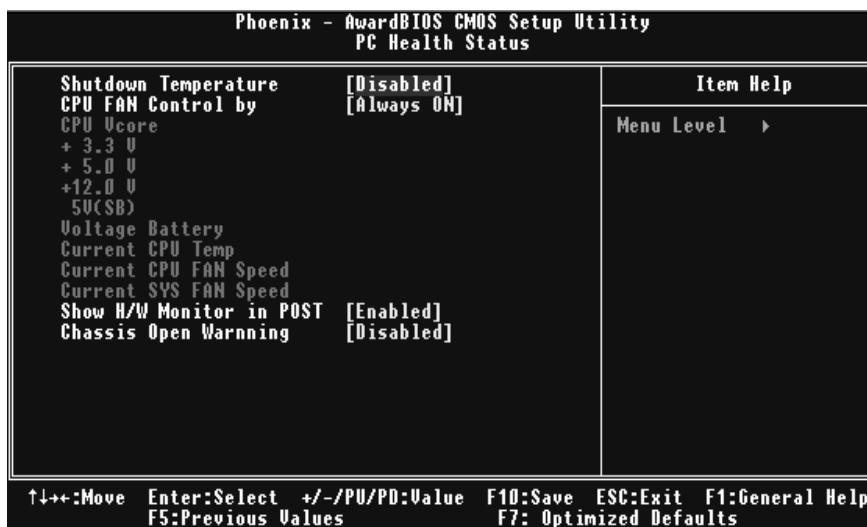 Phoenix - AwardBIOS CMOS Setup Utility
PC Health Status
Shutdown Temperature [Disabled]
CPU FAN Control by [Always ON]
CPU Vcore
+ 3.3 V
+ 5.0 V
+12.0 V
5V(SB)
Voltage Battery
Current CPU Temp
Current CPU FAN Speed
Current SYS FAN Speed
Show H/W Monitor in POST [Enabled]
Chassis Open Warnning [Disabled]
Item Help
Menu Level ▸
↑↓→←:Move Enter:Select +/-/PU/PD:Value F10:Save ESC:Exit F1:General Help
F5:Previous Values F7: Optimized Defaults